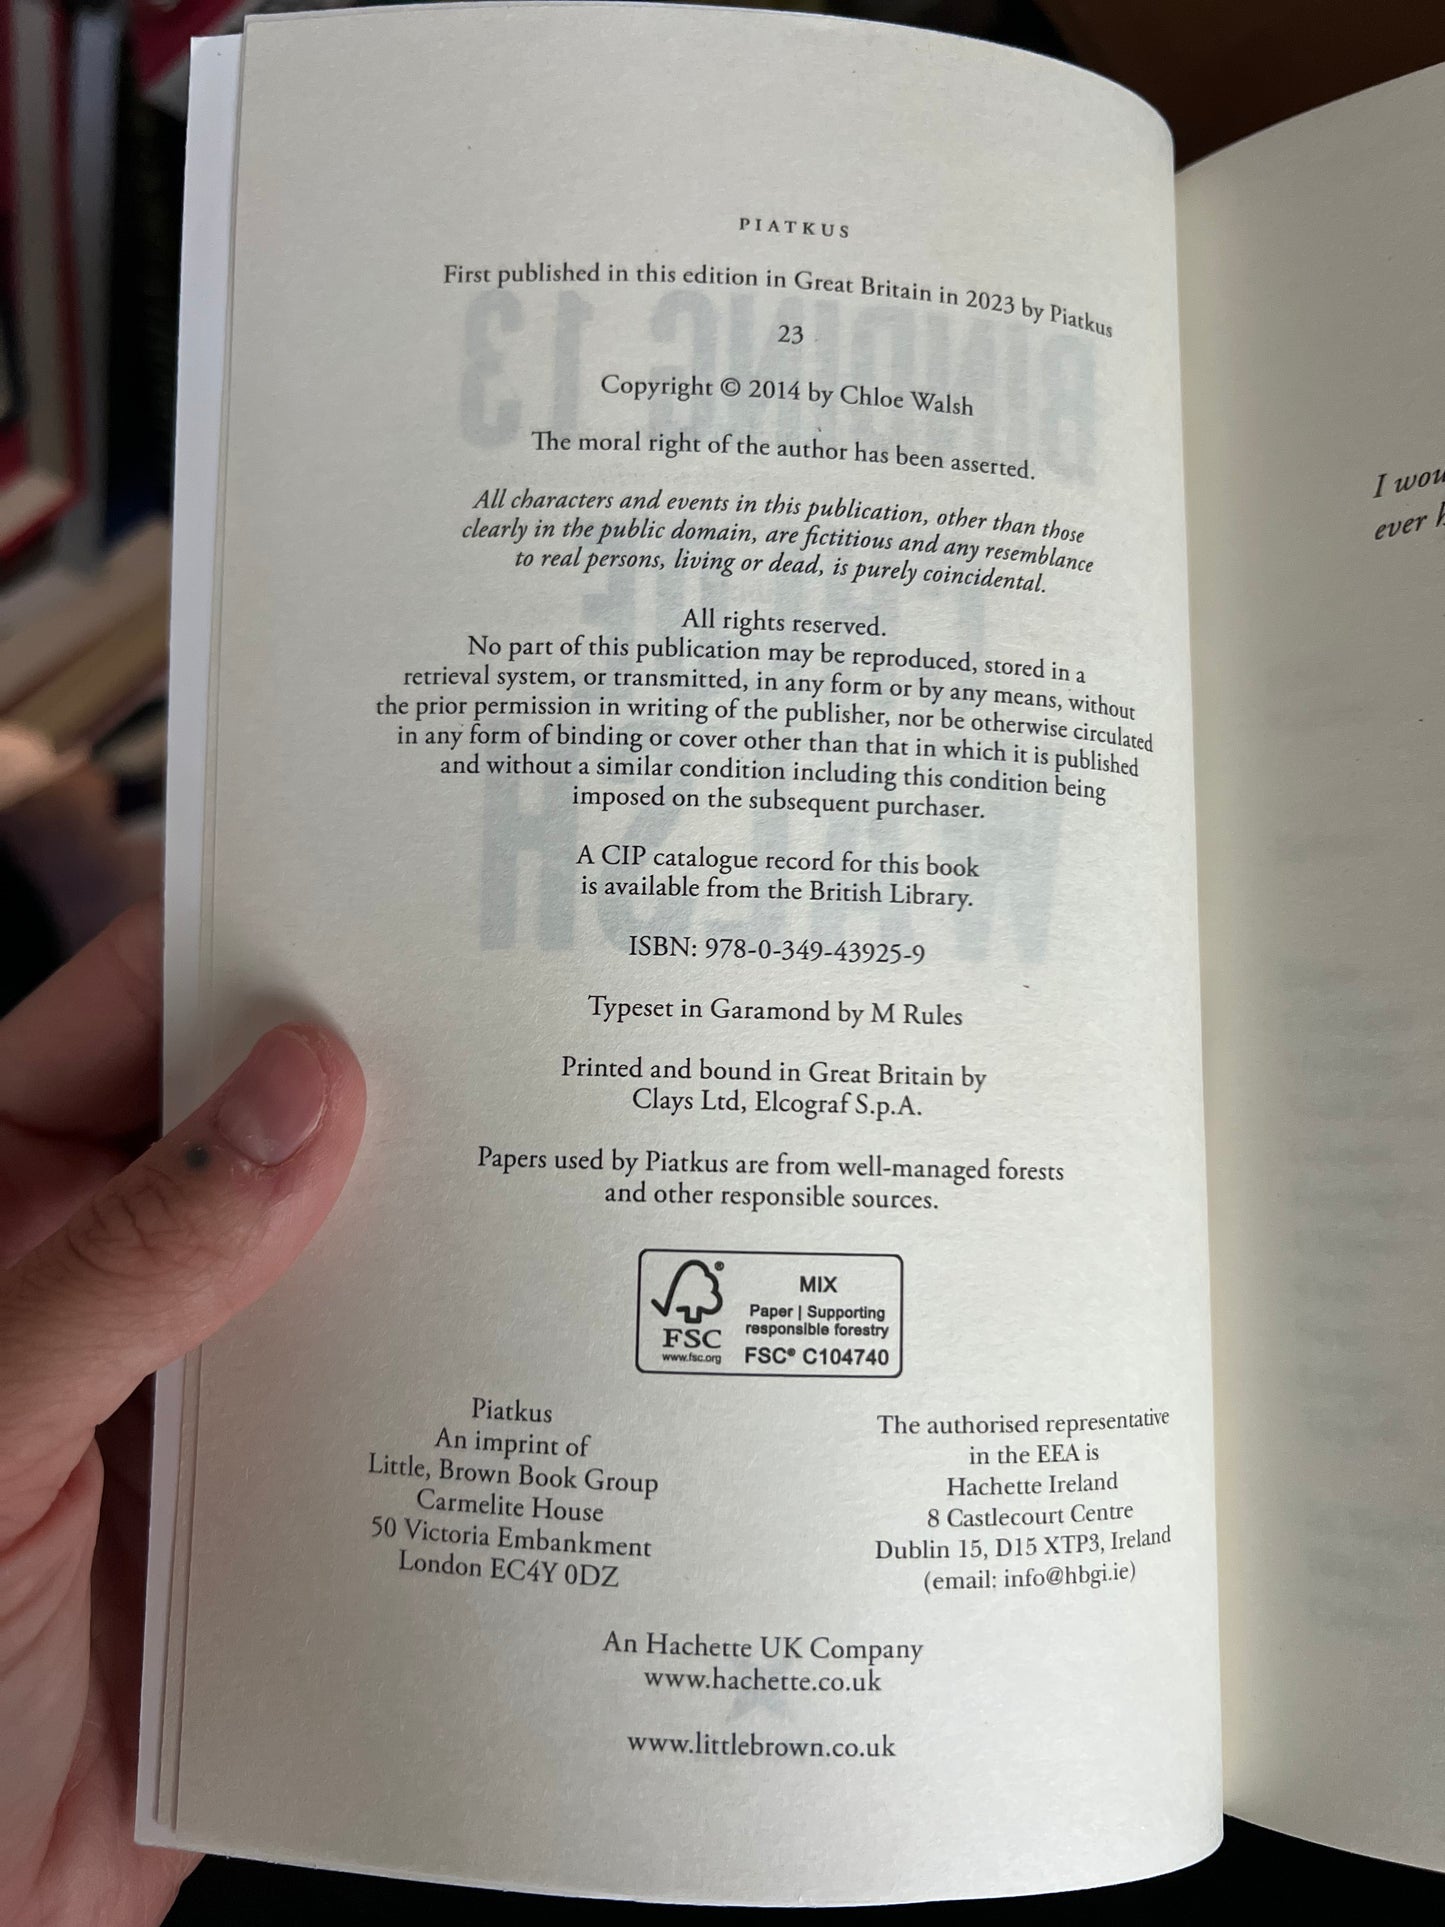 PIATKUS
First published in this edition in Great Britain in 2023 by Piatkus
23
Copyright © 2014 by Chloe Walsh
The moral right of the author has been asserted.
All characters and events in this publication, other than those
clearly in the public domain, are fictitious and any resemblance
to real persons, living or dead, is purely coincidental.
All rights reserved.
No part of this publication may be reproduced, stored in a
retrieval system, or transmitted, in any form or by any means, without
the prior permission in writing of the publisher, nor be otherwise circulated
in any form of binding or cover other than that in which it is published
and without a similar condition including this condition being
imposed on the subsequent purchaser.
A CIP catalogue record for this book
is available from the British Library.
ISBN: 978-0-349-43925-9
Typeset in Garamond by M Rules
Printed and bound in Great Britain by
Clays Ltd, Elcograf S.p.A.
Papers used by Piatkus are from well-managed forests
and other responsible sources.
FSC
www.fsc.org
MIX
Paper | Supporting
responsible forestry
FSC® C104740
Piatkus
An imprint of
Little, Brown Book Group
Carmelite House
50 Victoria Embankment
London EC4Y 0DZ
The authorised representative
in the EEA is
Hachette Ireland
8 Castlecourt Centre
Dublin 15, D15 XTP3, Ireland
(email: info@hbgi.ie)
An Hachette UK Company
www.hachette.co.uk
www.littlebrown.co.uk
I
ever